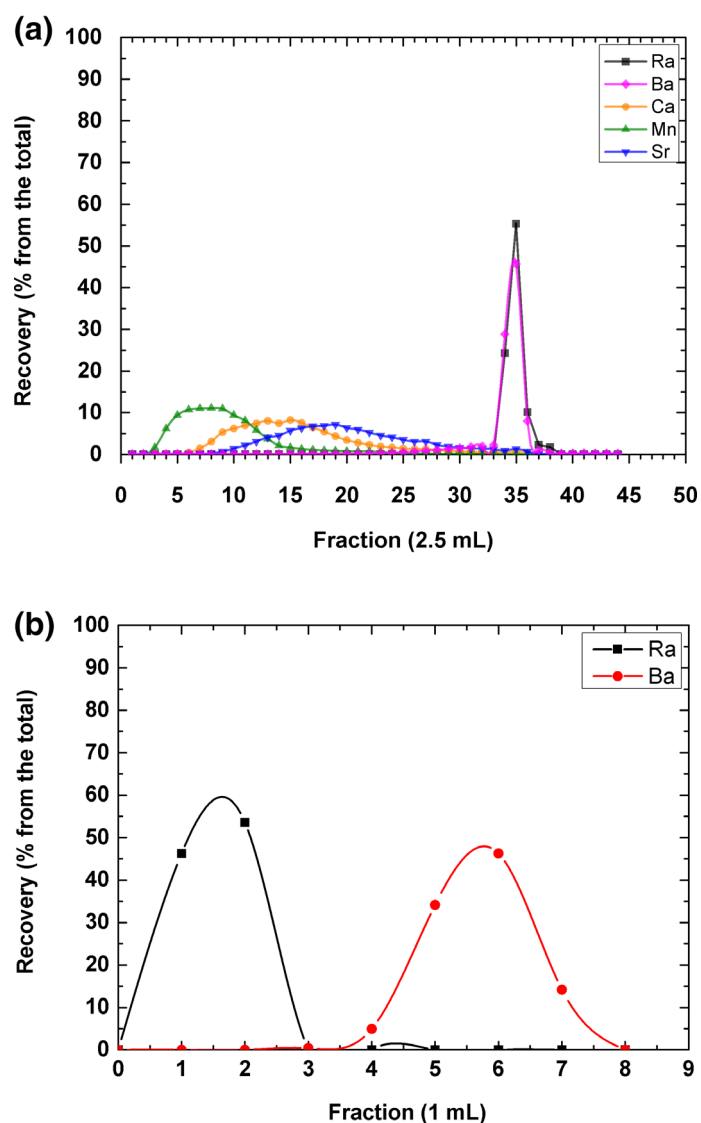 (a)
100
90
80
70
60
50
40
30
20
10
0
Recovery (% from the total)
Ra
Ba
Ca
Mn
Sr
0 5 10 15 20 25 30 35 40 45 50
Fraction (2.5 mL)
(b)
100
90
80
70
60
50
40
30
20
10
0
Recovery (% from the total)
Ra
Ba
0 1 2 3 4 5 6 7 8 9
Fraction (1 mL)